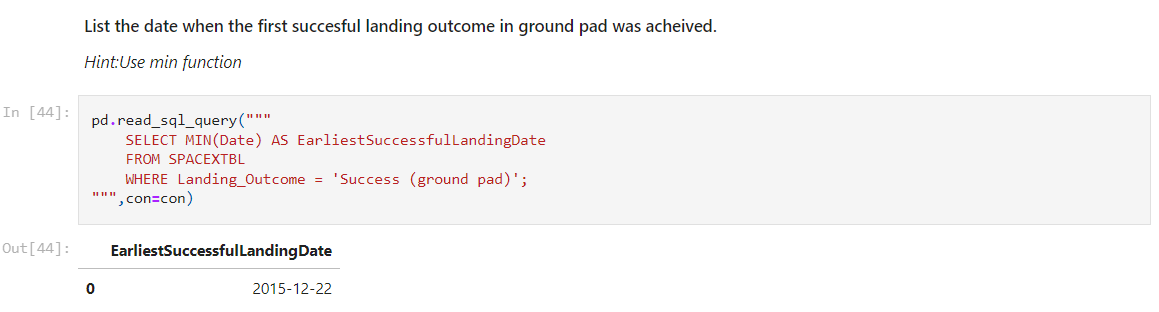 List the date when the first succesful landing outcome in ground pad was acheived.
Hint:Use min function
In [44]:
pd.read_sql_query("""
    SELECT MIN(Date) AS EarliestSuccessfulLandingDate
    FROM SPACEXTBL
    WHERE Landing_Outcome = 'Success (ground pad)';
""",con=con)
Out[44]:
EarliestSuccessfulLandingDate
0 2015-12-22